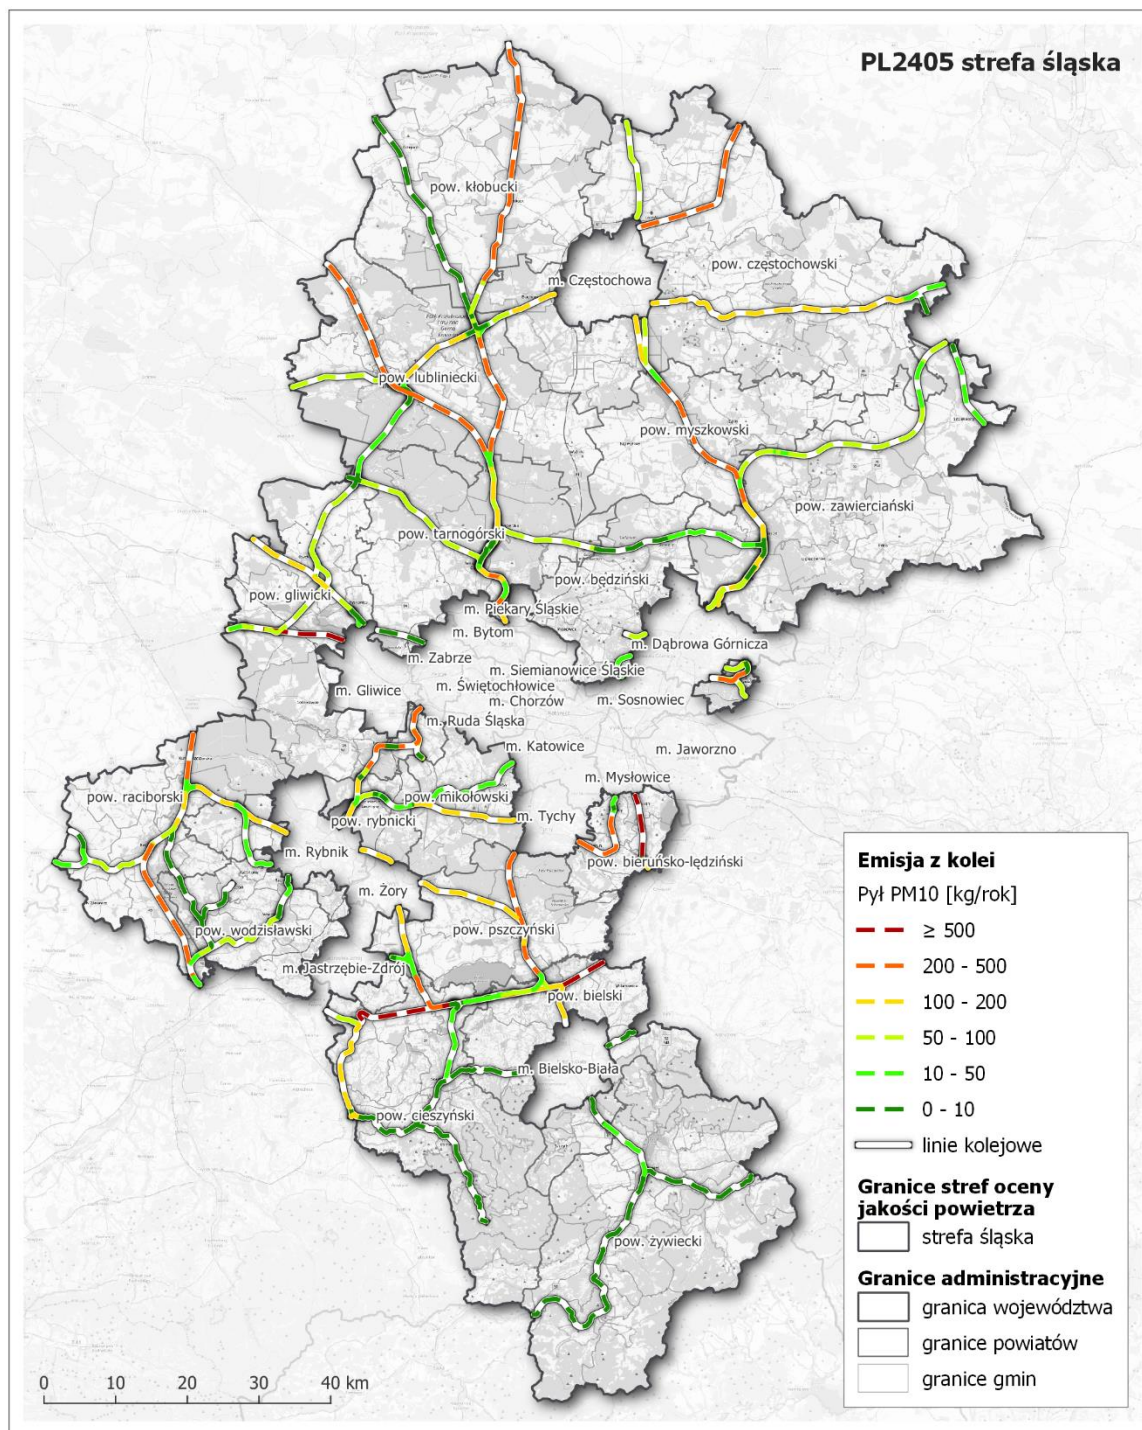 PL2405 strefa śląska
pow. kłobucki
pow. częstochowski
m. Częstochowa
pow. lubliniecki
pow. myszkowski
pow. zawierciański
pow. tarnogórski
pow. będziński
pow. gliwicki
m. Piekary Śląskie
m. Bytom
m. Dąbrowa Górnicza
m. Zabrze
m. Siemianowice Śląskie
m. Gliwice
m. Świętochłowice
m. Chorzów
m. Sosnowiec
m. Ruda Śląska
m. Katowice
m. Jaworzno
m. Mysłowice
pow. raciborski
pow. mikołowski
m. Tychy
pow. rybnicki
m. Rybnik
pow. bieruńsko-lędziński
m. Żory
pow. wodzisławski
pow. pszczyński
m. Jastrzębie-Zdrój
pow. bielski
m. Bielsko-Biała
pow. cieszyński
pow. żywiecki
Emisja z kolei
Pył PM10 [kg/rok]
≥ 500
200 - 500
100 - 200
50 - 100
10 - 50
0 - 10
linie kolejowe
Granice stref oceny
jakości powietrza
strefa śląska
Granice administracyjne
granica województwa
granice powiatów
granice gmin
0 10 20 30 40 km